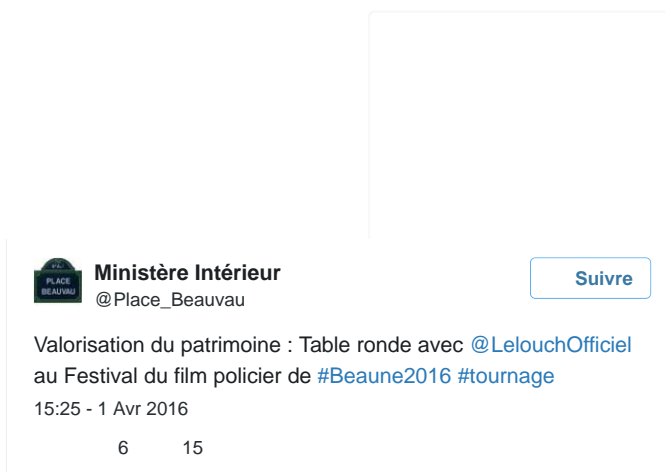 PLACE
BEAUVAU
Ministère Intérieur
@Place_Beauvau
Suivre
Valorisation du patrimoine : Table ronde avec @LelouchOfficiel
au Festival du film policier de #Beaune2016 #tournage
15:25 - 1 Avr 2016
6 15